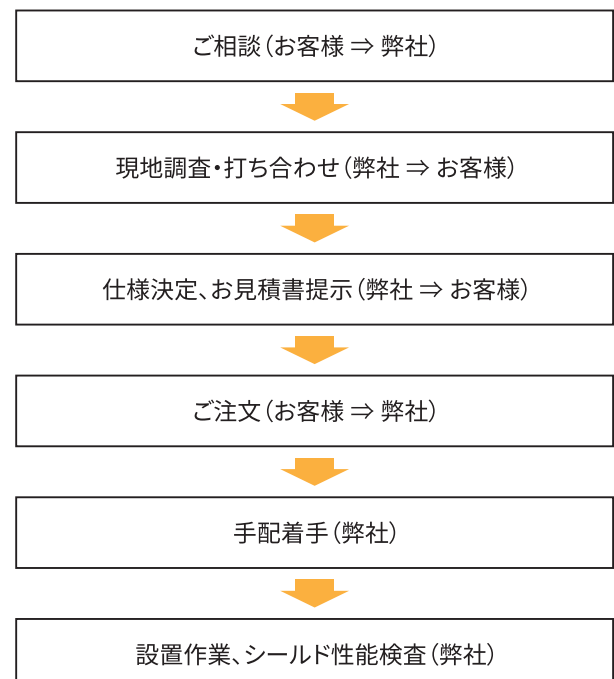 ご相談（お客様 ⇒ 弊社）
現地調査・打ち合わせ（弊社 ⇒ お客様）
仕様決定、お見積書提示（弊社 ⇒ お客様）
ご注文（お客様 ⇒ 弊社）
手配着手（弊社）
設置作業、シールド性能検査（弊社）